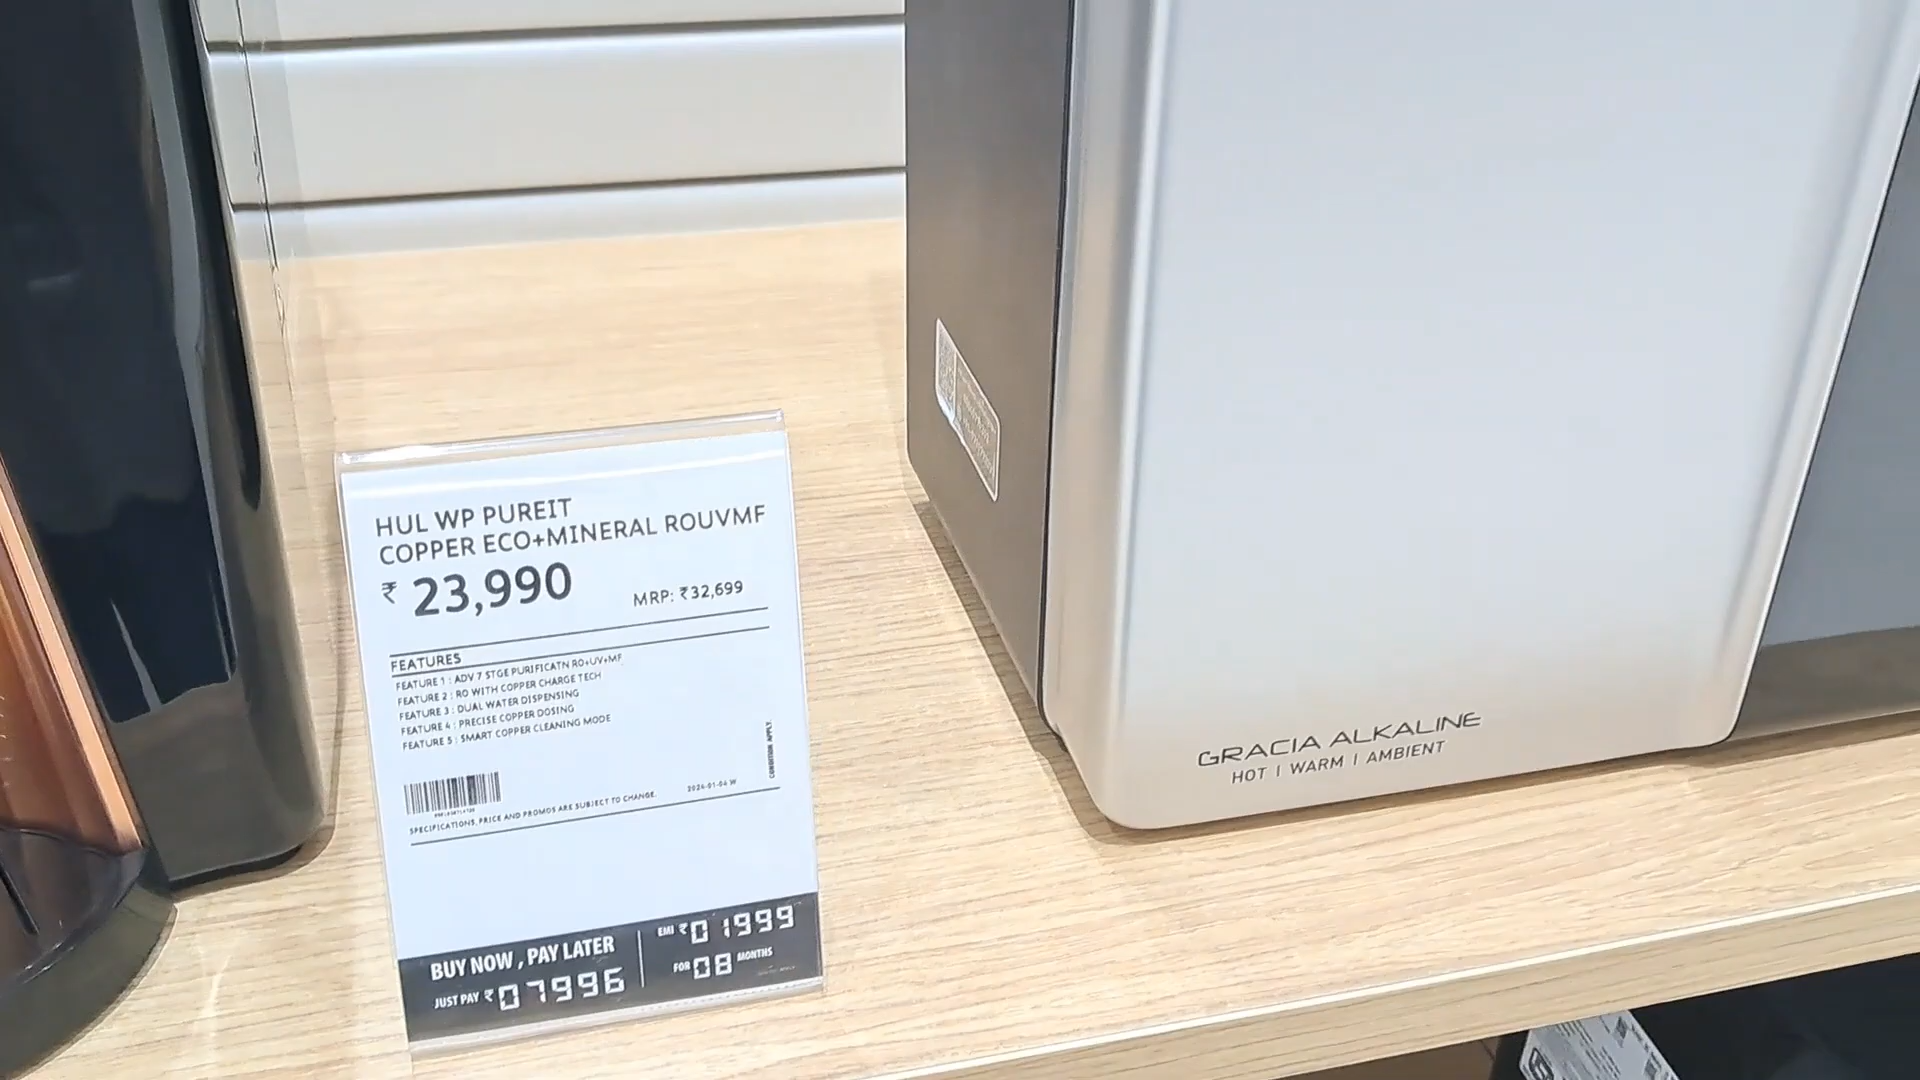 HUL WP PUREIT
COPPER ECO+MINERAL ROUVMF
₹ 23,990
MRP: ₹32,699
FEATURES
FEATURE 1 : ADV 7 STGE PURIFICATN RO+UV+MF
FEATURE 2 : RO WITH COPPER CHARGE TECH
FEATURE 3 : DUAL WATER DISPENSING
FEATURE 4 : PRECISE COPPER DOSING
FEATURE 5 : SMART COPPER CLEANING MODE
CONDITION APPLY
SPECIFICATIONS, PRICE AND PROMOS ARE SUBJECT TO CHANGE.
2024-01-04 W
BUY NOW , PAY LATER
JUST PAY ₹ 07996
EMI ₹ 01999
FOR 08 MONTHS
GRACIA ALKALINE
HOT | WARM | AMBIENT